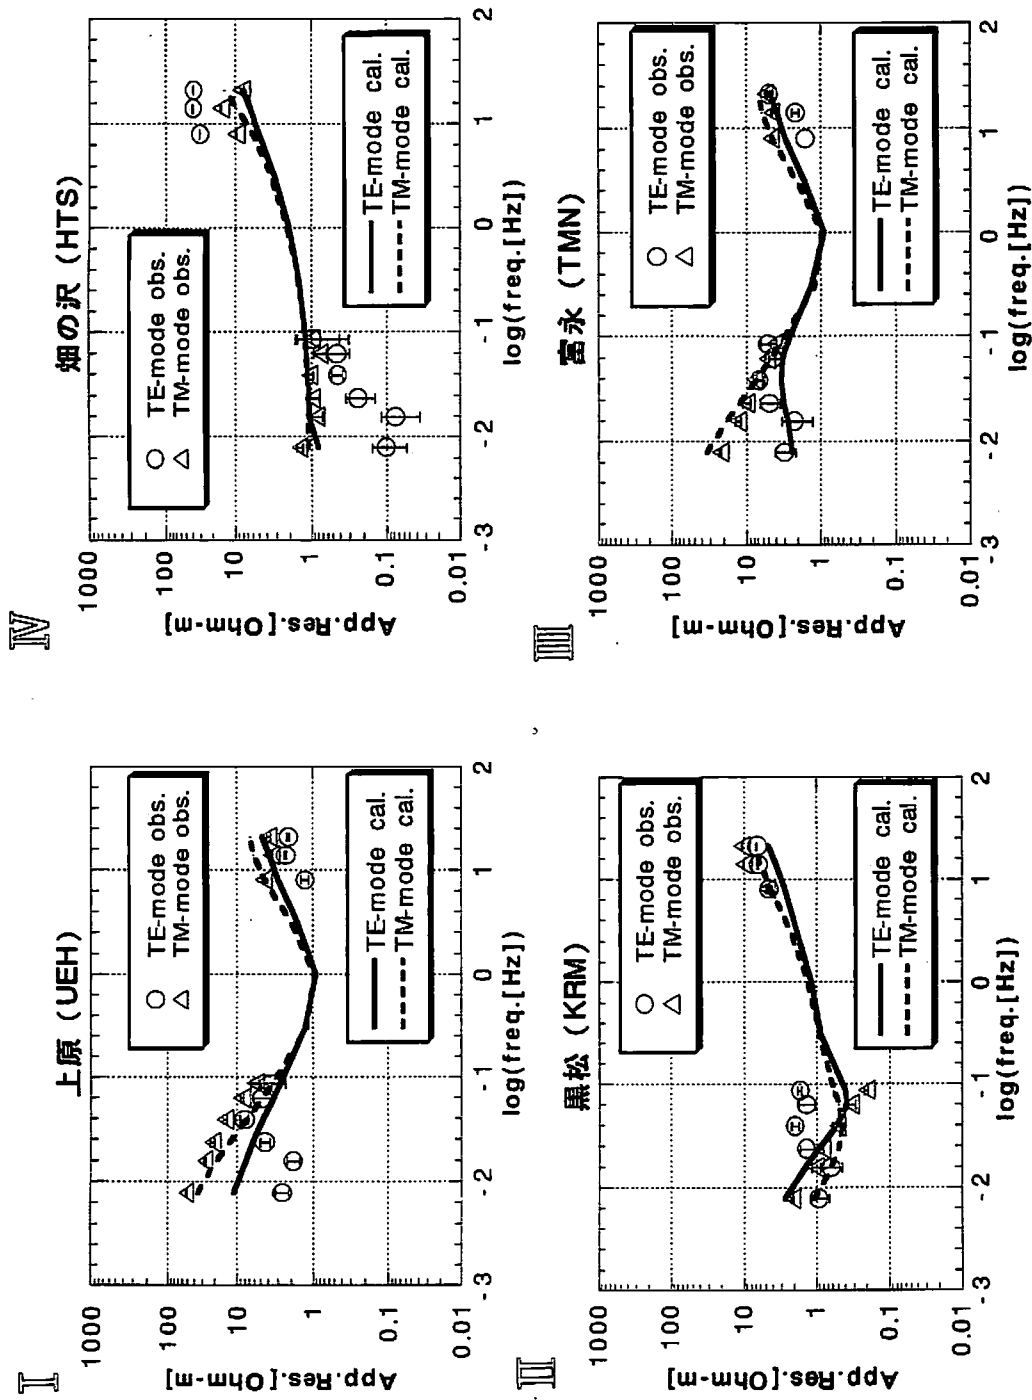 I
上原 (UEH)
1000
10
1
0.1
0.01
App.Res.[Ohm-m]
TE-mode obs.
TM-mode obs.
TE-mode cal.
TM-mode cal.
-3 -2 -1 0 1 2
log(freq.[Hz])
IV
畑の沢 (HTS)
1000
10
1
0.1
0.01
App.Res.[Ohm-m]
TE-mode obs.
TM-mode obs.
TE-mode cal.
TM-mode cal.
-3 -2 -1 0 1 2
log(freq.[Hz])
II
黒松 (KRM)
1000
10
1
0.1
0.01
App.Res.[Ohm-m]
TE-mode obs.
TM-mode obs.
TE-mode cal.
TM-mode cal.
-3 -2 -1 0 1 2
log(freq.[Hz])
III
富永 (TMN)
1000
10
1
0.1
0.01
App.Res.[Ohm-m]
TE-mode obs.
TM-mode obs.
TE-mode cal.
TM-mode cal.
-3 -2 -1 0 1 2
log(freq.[Hz])